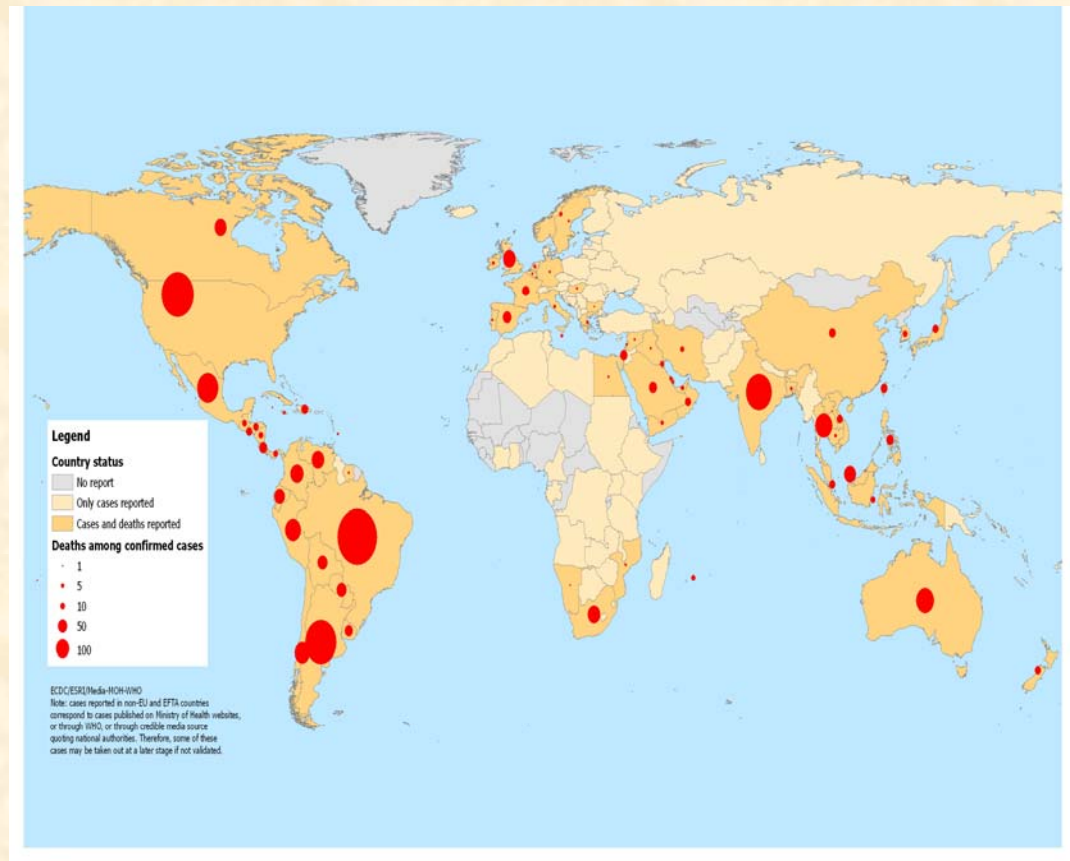 Legend
Country status
No report
Only cases reported
Cases and deaths reported
Deaths among confirmed cases
1
5
10
50
100
ECDC/ESRI/Media-MOH-WHO
Note: cases reported in non-EU and EFTA countries
correspond to cases published on Ministry of Health websites,
or through WHO, or through credible media source
quoting national authorities. Therefore, some of these
cases may be taken out at a later stage if not validated.